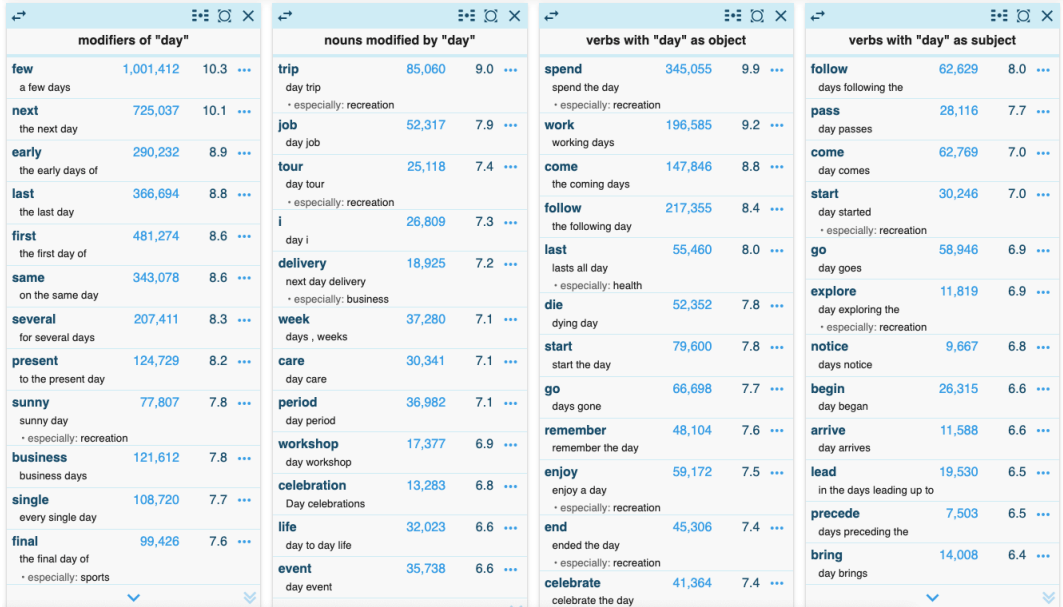 modifiers of "day"
few 1,001,412 10.3
a few days
next 725,037 10.1
the next day
early 290,232 8.9
the early days of
last 366,694 8.8
the last day
first 481,274 8.6
the first day of
same 343,078 8.6
on the same day
several 207,411 8.3
for several days
present 124,729 8.2
to the present day
sunny 77,807 7.8
sunny day
• especially: recreation
business 121,612 7.8
business days
single 108,720 7.7
every single day
final 99,426 7.6
the final day of
• especially: sports
nouns modified by "day"
trip 85,060 9.0
day trip
• especially: recreation
job 52,317 7.9
day job
tour 25,118 7.4
day tour
• especially: recreation
i 26,809 7.3
day i
delivery 18,925 7.2
next day delivery
• especially: business
week 37,280 7.1
days , weeks
care 30,341 7.1
day care
period 36,982 7.1
day period
workshop 17,377 6.9
day workshop
celebration 13,283 6.8
Day celebrations
life 32,023 6.6
day to day life
event 35,738 6.6
day event
verbs with "day" as object
spend 345,055 9.9
spend the day
• especially: recreation
work 196,585 9.2
working days
come 147,846 8.8
the coming days
follow 217,355 8.4
the following day
last 55,460 8.0
lasts all day
• especially: health
die 52,352 7.8
dying day
start 79,600 7.8
start the day
go 66,698 7.7
days gone
remember 48,104 7.6
remember the day
enjoy 59,172 7.5
enjoy a day
• especially: recreation
end 45,306 7.4
ended the day
• especially: recreation
celebrate 41,364 7.4
celebrate the day
verbs with "day" as subject
follow 62,629 8.0
days following the
pass 28,116 7.7
day passes
come 62,769 7.0
day comes
start 30,246 7.0
day started
• especially: recreation
go 58,946 6.9
day goes
explore 11,819 6.9
day exploring the
• especially: recreation
notice 9,667 6.8
days notice
begin 26,315 6.6
day began
arrive 11,588 6.6
day arrives
lead 19,530 6.5
in the days leading up to
precede 7,503 6.5
days preceding the
bring 14,008 6.4
day brings